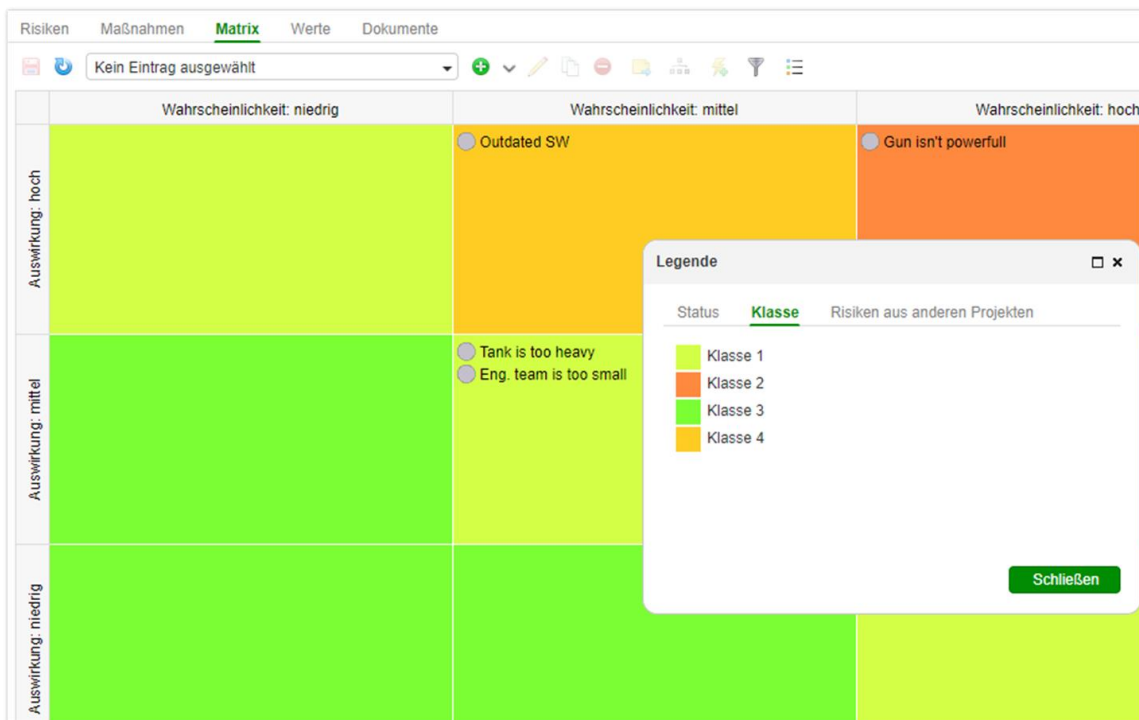 Risiken Maßnahmen Matrix Werte Dokumente
Kein Eintrag ausgewählt
Wahrscheinlichkeit: niedrig Wahrscheinlichkeit: mittel Wahrscheinlichkeit: hoch
Auswirkung: hoch
Outdated SW
Gun isn't powerfull
Legende
Status Klasse Risiken aus anderen Projekten
Klasse 1
Klasse 2
Klasse 3
Klasse 4
Schließen
Auswirkung: mittel
Tank is too heavy
Eng. team is too small
Auswirkung: niedrig